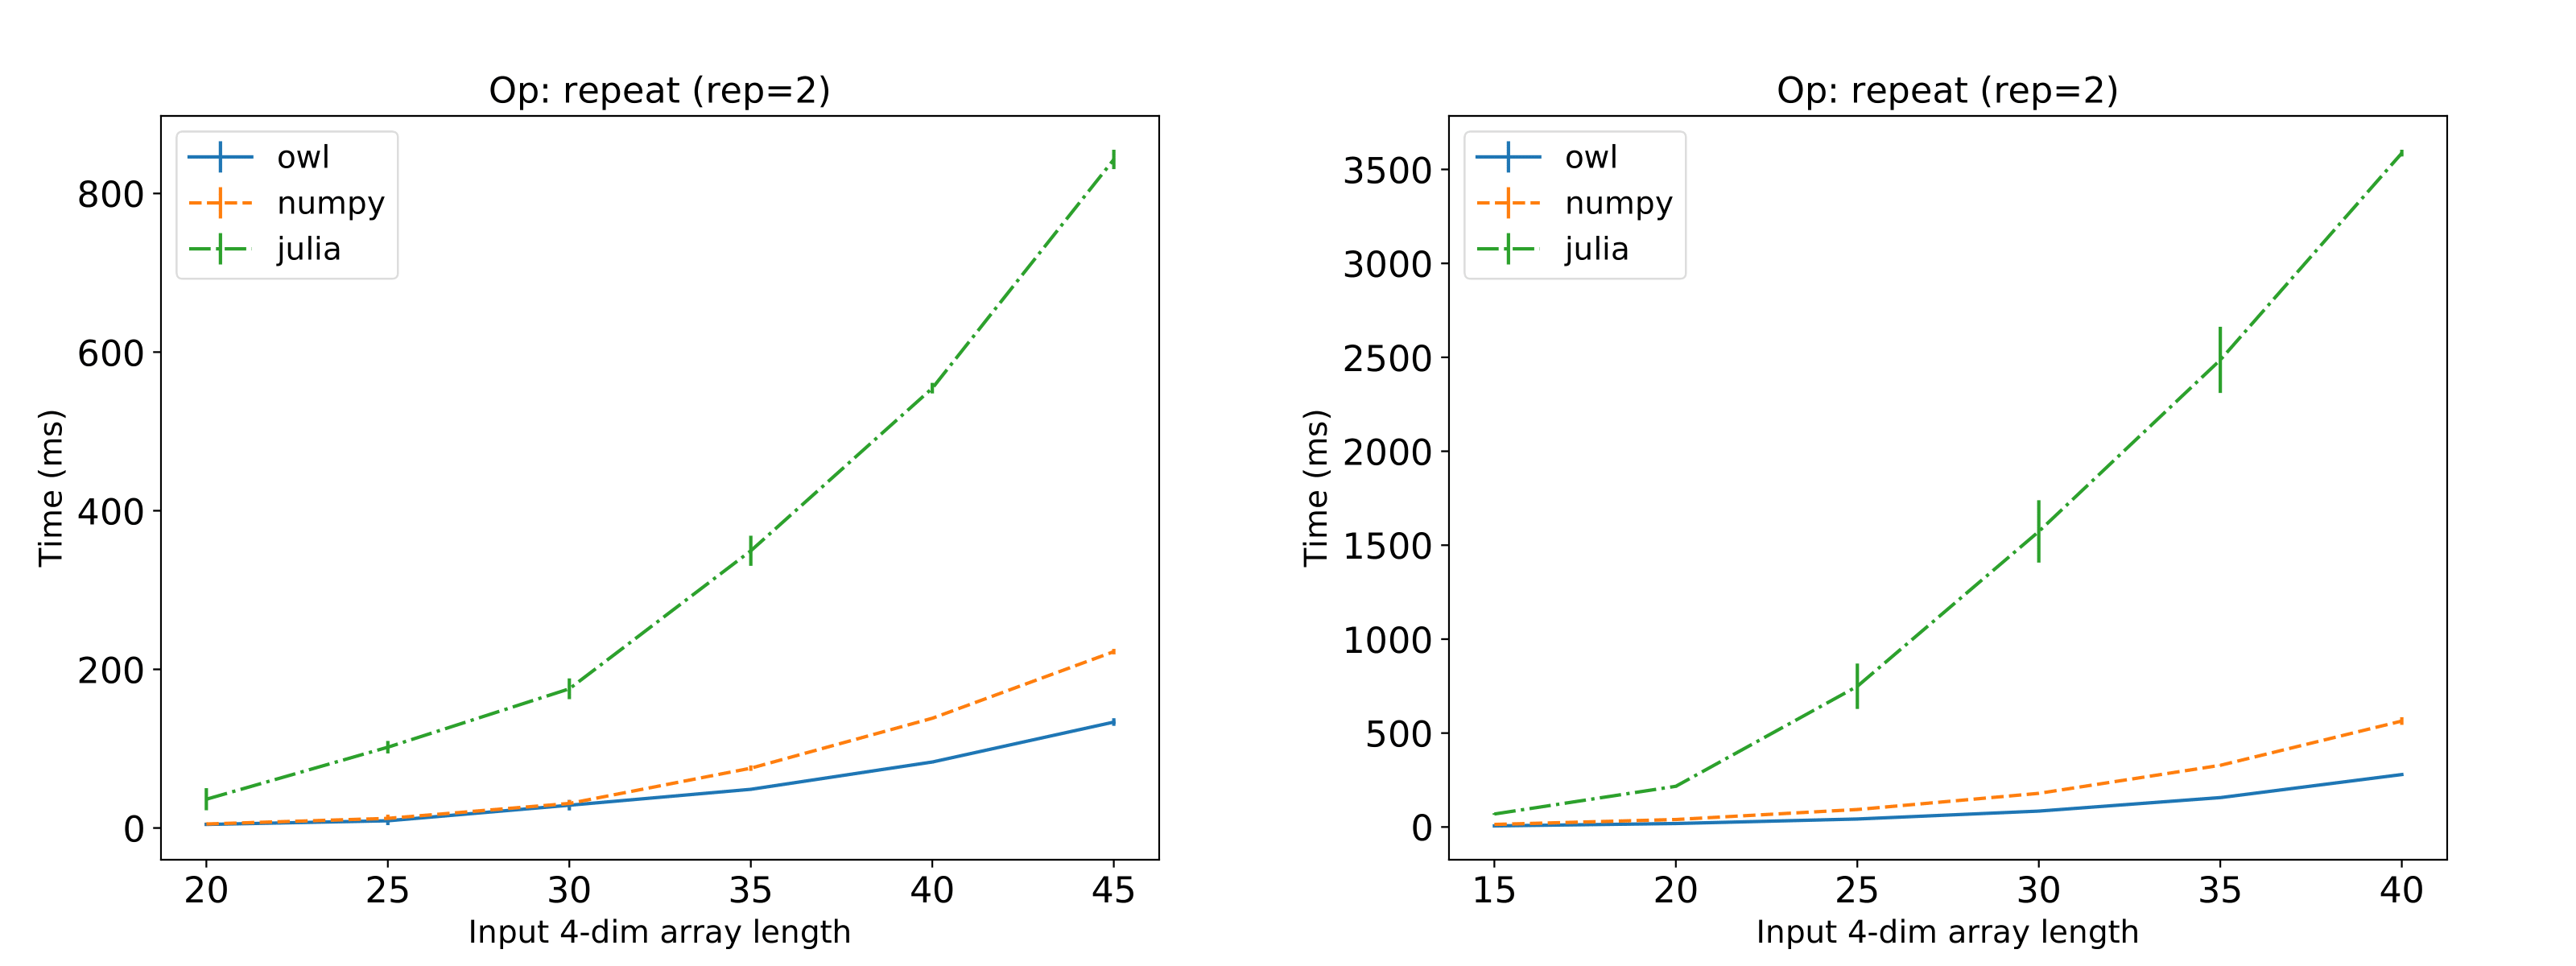 Op: repeat (rep=2)
owl
numpy
julia
800
600
400
200
0
Time (ms)
20 25 30 35 40 45
Input 4-dim array length
Op: repeat (rep=2)
owl
numpy
julia
3500
3000
2500
2000
1500
1000
500
0
Time (ms)
15 20 25 30 35 40
Input 4-dim array length